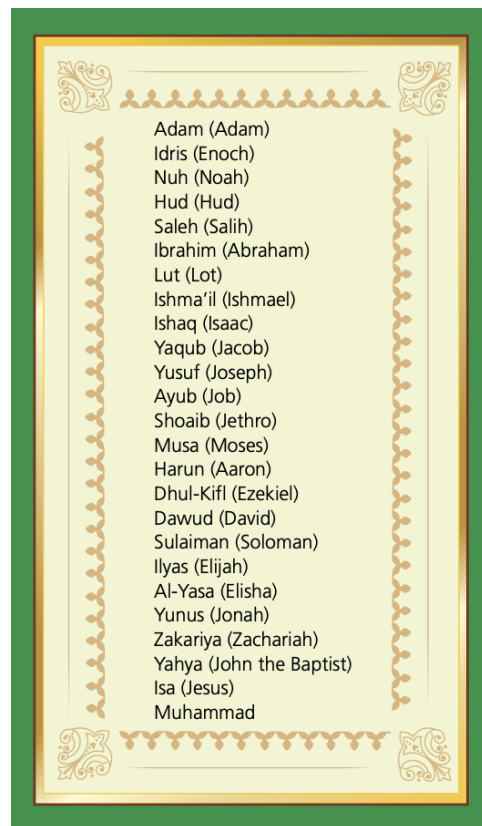 Adam (Adam)
Idris (Enoch)
Nuh (Noah)
Hud (Hud)
Saleh (Salih)
Ibrahim (Abraham)
Lut (Lot)
Ishma’il (Ishmael)
Ishaq (Isaac)
Yaqub (Jacob)
Yusuf (Joseph)
Ayub (Job)
Shoaib (Jethro)
Musa (Moses)
Harun (Aaron)
Dhul-Kifl (Ezekiel)
Dawud (David)
Sulaiman (Soloman)
Ilyas (Elijah)
Al-Yasa (Elisha)
Yunus (Jonah)
Zakariya (Zachariah)
Yahya (John the Baptist)
Isa (Jesus)
Muhammad